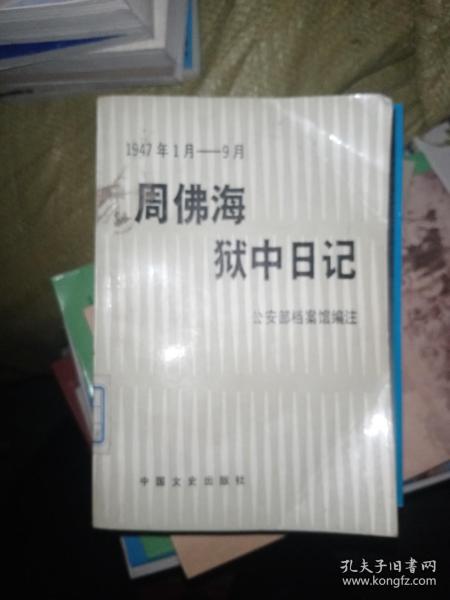 1947年1月——9月
周佛海
狱中日记
公安部档案馆编注
中国文史出版社
孔夫子旧书网
www.kongfz.com